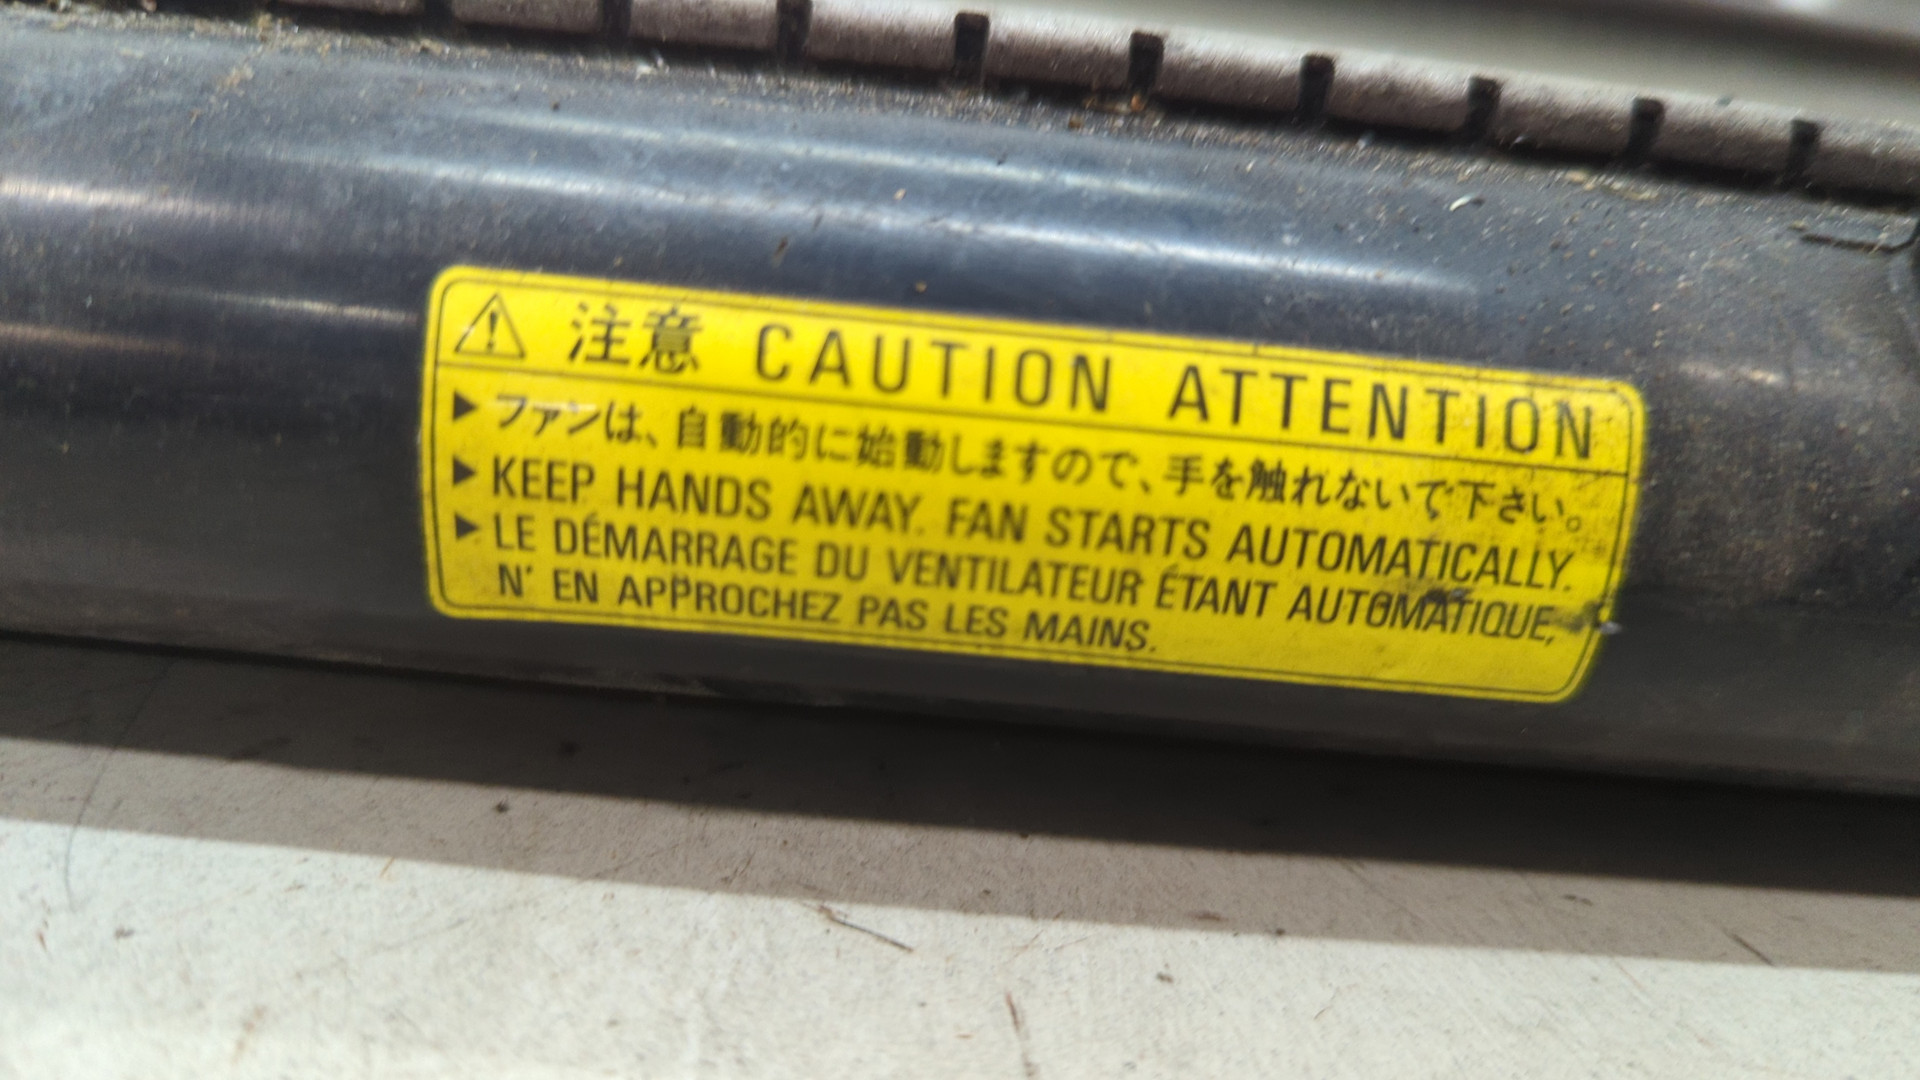 注意 CAUTION ATTENTION
▶ファンは、自動的に始動しますので、手を触れないで下さい。
▶KEEP HANDS AWAY. FAN STARTS AUTOMATICALLY.
▶LE DÉMARRAGE DU VENTILATEUR ÉTANT AUTOMATIQUE,
N' EN APPROCHEZ PAS LES MAINS.